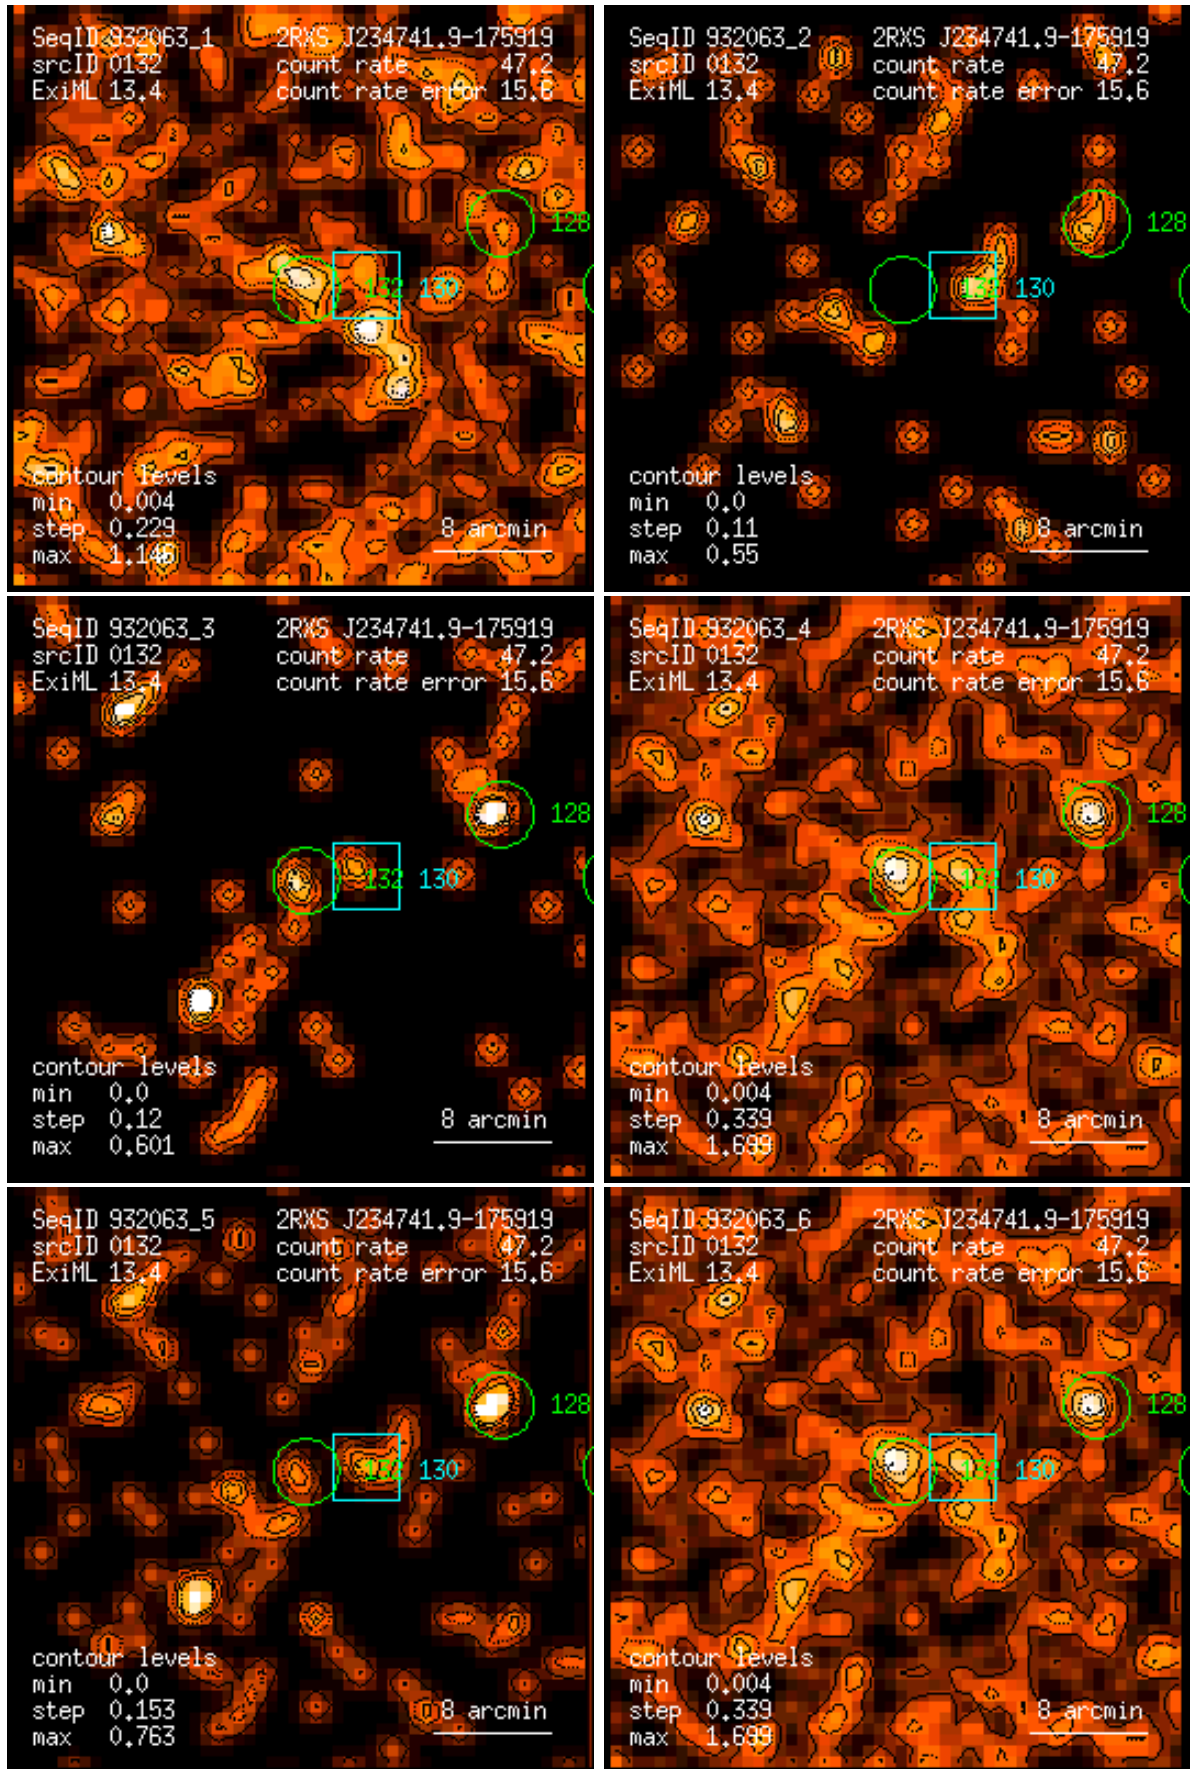 SeqID 932063_1 2RXS J234741.9-175919
srcID 0132 count rate 47.2
ExiML 13.4 count rate error 15.6
128
132 130
contour levels
min 0.004
step 0.229 8 arcmin
max 1.146
SeqID 932063_2 2RXS J234741.9-175919
srcID 0132 count rate 47.2
ExiML 13.4 count rate error 15.6
128
132 130
contour levels
min 0.0
step 0.11 8 arcmin
max 0.55
SeqID 932063_3 2RXS J234741.9-175919
srcID 0132 count rate 47.2
ExiML 13.4 count rate error 15.6
128
132 130
contour levels
min 0.0
step 0.12 8 arcmin
max 0.601
SeqID 932063_4 2RXS J234741.9-175919
srcID 0132 count rate 47.2
ExiML 13.4 count rate error 15.6
128
132 130
contour levels
min 0.004
step 0.339 8 arcmin
max 1.699
SeqID 932063_5 2RXS J234741.9-175919
srcID 0132 count rate 47.2
ExiML 13.4 count rate error 15.6
128
132 130
contour levels
min 0.0
step 0.153 8 arcmin
max 0.763
SeqID 932063_6 2RXS J234741.9-175919
srcID 0132 count rate 47.2
ExiML 13.4 count rate error 15.6
128
132 130
contour levels
min 0.004
step 0.339 8 arcmin
max 1.699